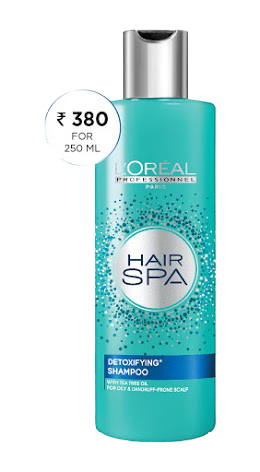 ₹ 380
FOR
250 ML
L'ORÉAL
PROFESSIONNEL
PARIS
HAIR
SPA
DETOXIFYING*
SHAMPOO
WITH TEA TREE OIL
FOR OILY & DANDRUFF-PRONE SCALP